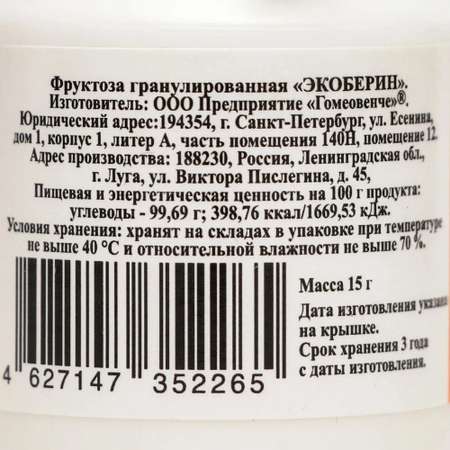 Фруктоза гранулированная «ЭКОБЕРИН».
Изготовитель: ООО Предприятие «Гомеовенче»®.
Юридический адрес:194354, г. Санкт-Петербург, ул. Есенина,
дом 1, корпус 1, литер А, часть помещения 140Н, помещение 12.
Адрес производства: 188230, Россия, Ленинградская обл.,
г. Луга, ул. Виктора Пислегина, д. 45,
Пищевая и энергетическая ценность на 100 г продукта:
углеводы - 99,69 г; 398,76 ккал/1669,53 кДж.
Условия хранения: хранят на складах в упаковке при температуре
не выше 40 °С и относительной влажности не выше 70 %.
Масса 15 г
Дата изготовления указана
на крышке.
Срок хранения 3 года
с даты изготовления.
4 627147 352265